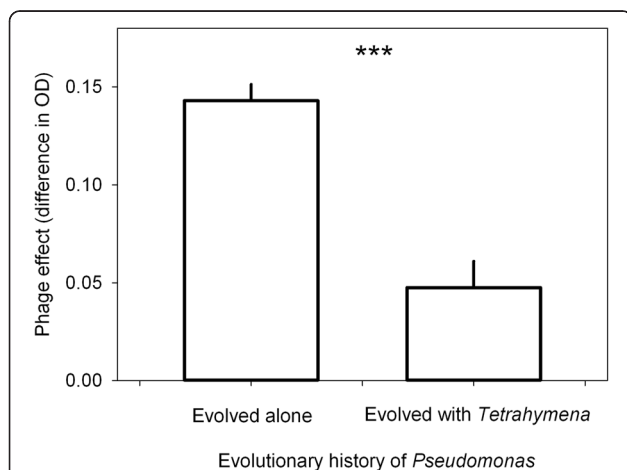 ***
0.15
0.10
0.05
0.00
Phage effect (difference in OD)
Evolved alone
Evolved with Tetrahymena
Evolutionary history of Pseudomonas